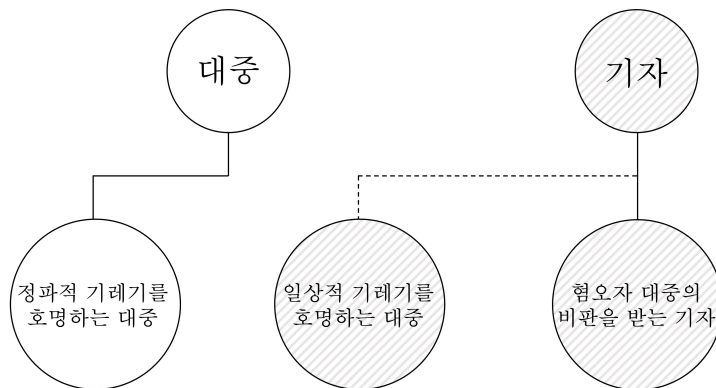 대중
기자
정파적 기레기를
호명하는 대중
일상적 기레기를
호명하는 대중
혐오자 대중의
비판을 받는 기자